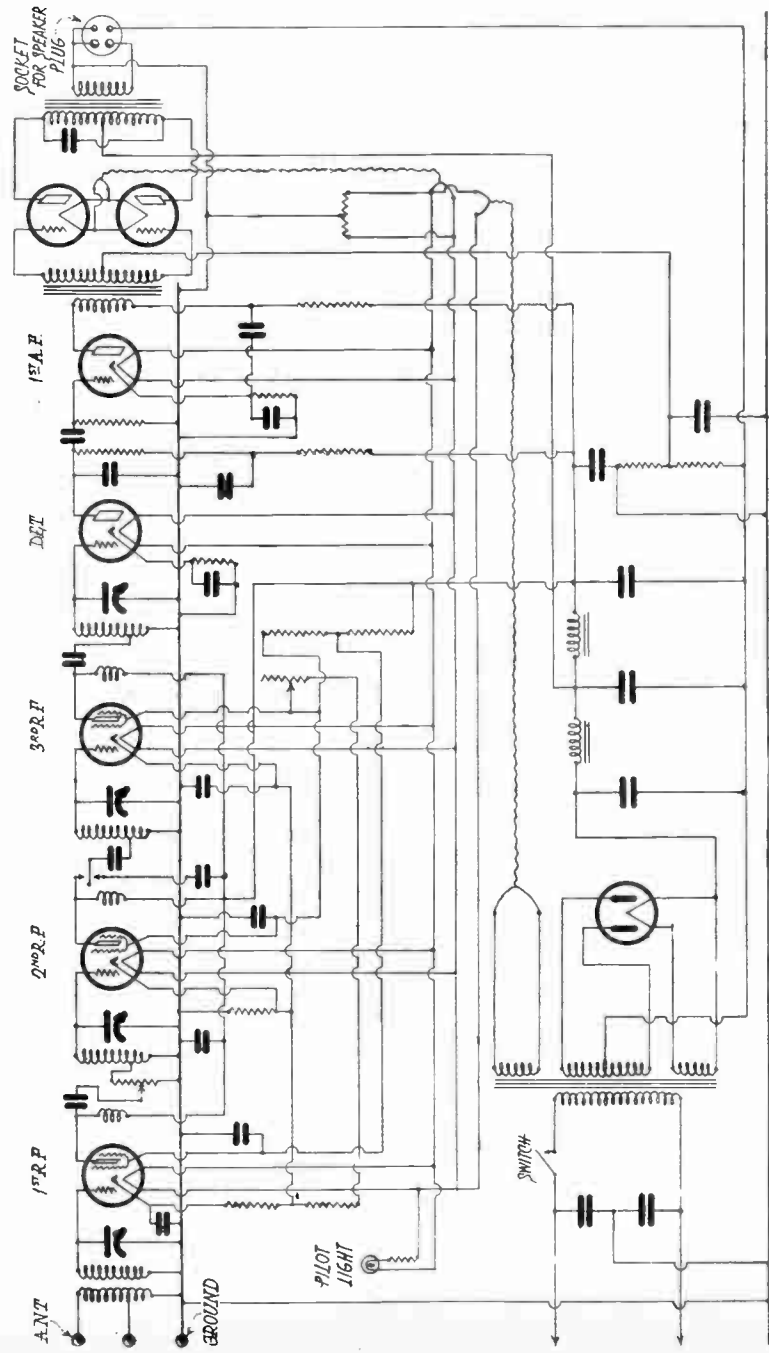 ANT
1ST R.F
2ND R.F
3RD R.F
DET
1ST A.F
SOCKET
FOR SPEAKER
PLUG
GROUND
PILOT
LIGHT
SWITCH